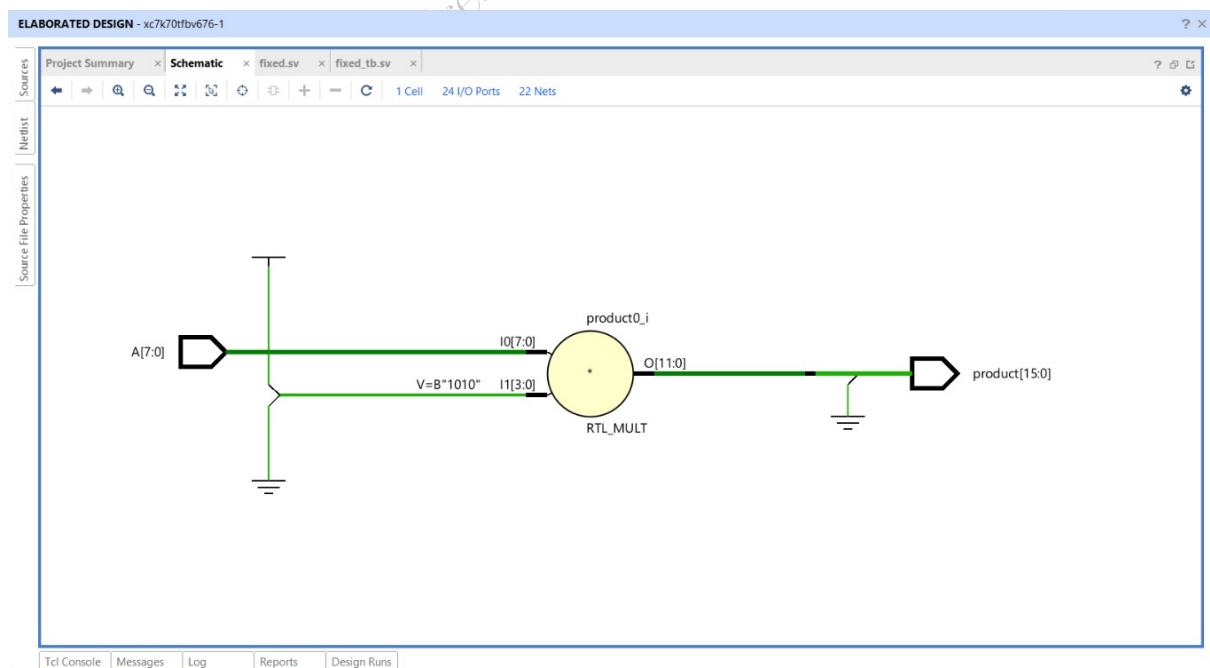 ELABORATED DESIGN - xc7k70tfbv676-1
? ×
Project Summary × Schematic × fixed.sv × fixed_tb.sv ×
?
1 Cell 24 I/O Ports 22 Nets
Sources
Netlist
Source File Properties
product0_i
A[7:0]
I0[7:0]
O[11:0]
V=B"1010" I1[3:0]
*
product[15:0]
RTL_MULT
Tcl Console Messages Log Reports Design Runs